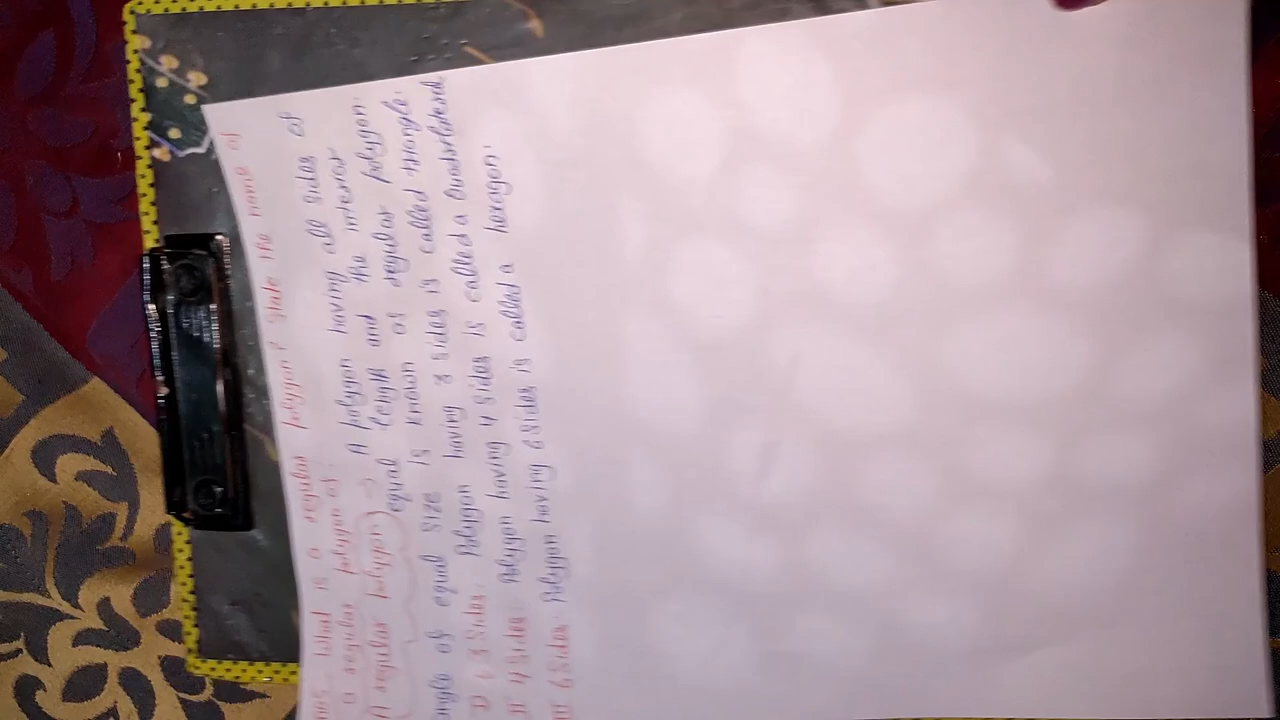 Ques. What is a regular polygon? State the name of
a regular polygon of.
A regular polygon → A polygon having all sides of
equal length and the interior
angle of equal size is known as regular polygon.
I) 3 Sides. Polygon having 3 sides is called triangle.
II 4 Sides. Polygon having 4 sides is called a Quadrilateral
III 6 Sides. Polygon having 6 sides is called a hexagon.